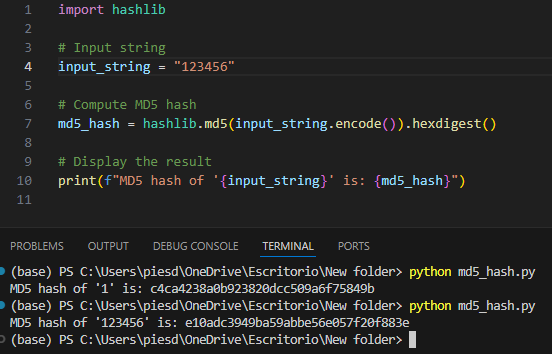 1 import hashlib
2
3 # Input string
4 input_string = "123456"
5
6 # Compute MD5 hash
7 md5_hash = hashlib.md5(input_string.encode()).hexdigest()
8
9 # Display the result
10 print(f"MD5 hash of '{input_string}' is: {md5_hash}")
11
PROBLEMS OUTPUT DEBUG CONSOLE TERMINAL PORTS
(base) PS C:\Users\piesd\OneDrive\Escritorio\New folder> python md5_hash.py
MD5 hash of '1' is: c4ca4238a0b923820dcc509a6f75849b
(base) PS C:\Users\piesd\OneDrive\Escritorio\New folder> python md5_hash.py
MD5 hash of '123456' is: e10adc3949ba59abbe56e057f20f883e
(base) PS C:\Users\piesd\OneDrive\Escritorio\New folder>